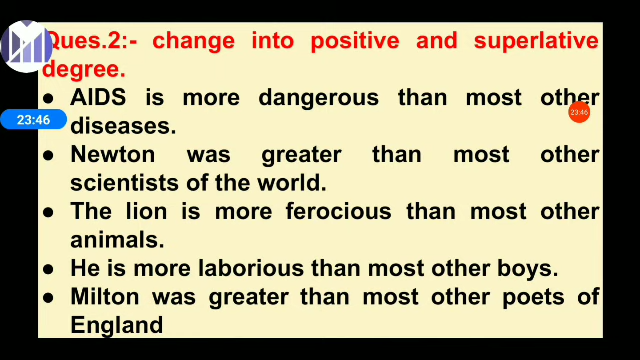 Ques.2:- change into positive and superlative
degree.
● AIDS is more dangerous than most other
23:46
23:46
diseases.
● Newton was greater than most other
scientists of the world.
● The lion is more ferocious than most other
animals.
● He is more laborious than most other boys.
● Milton was greater than most other poets of
England